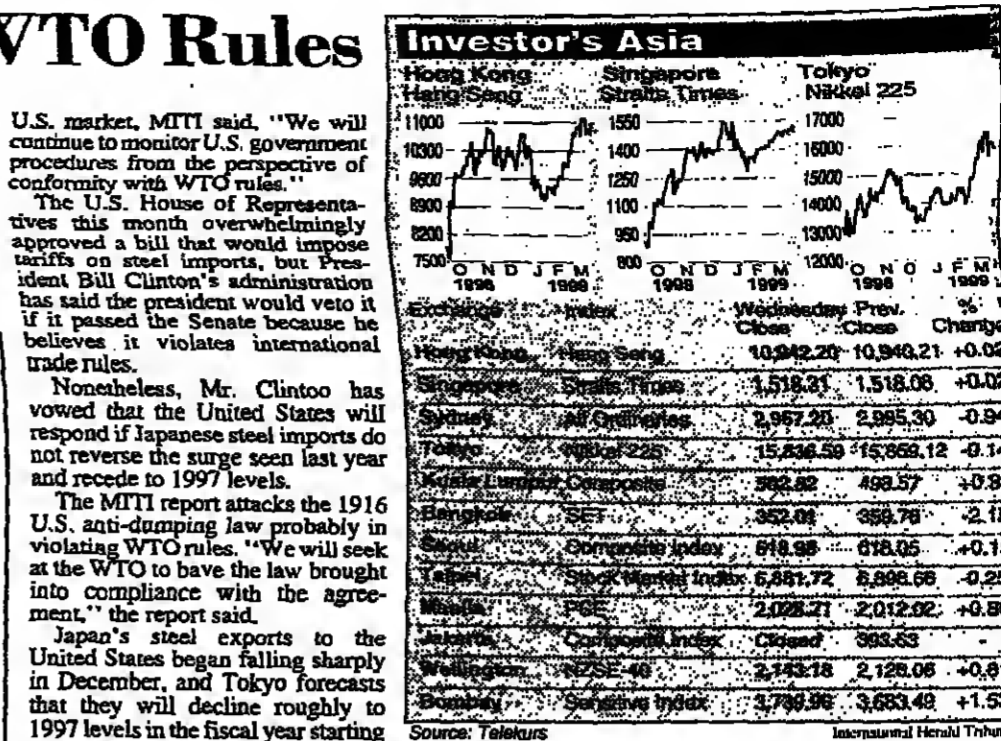 WTO Rules
U.S. market, MITI said, "We will
continue to monitor U.S. government
procedures from the perspective of
conformity with WTO rules."
The U.S. House of Representa-
tives this month overwhelmingly
approved a bill that would impose
tariffs on steel imports, but Pres-
ident Bill Clinton's administration
has said the president would veto it
if it passed the Senate because he
believes it violates international
trade rules.
Nonetheless, Mr. Clintoo has
vowed that the United States will
respond if Japanese steel imports do
not reverse the surge seen last year
and recede to 1997 levels.
The MITI report attacks the 1916
U.S. anti-dumping law probably in
violating WTO rules. "We will seek
at the WTO to bave the law brought
into compliance with the agree-
ment," the report said.
Japan's steel exports to the
United States began falling sharply
in December, and Tokyo forecasts
that they will decline roughly to
1997 levels in the fiscal year starting
Investor's Asia
Hong Kong Singapore Tokyo
Hang Seng Straits Times Nikkei 225
11000 1550 17000
10300 1400 16000
9600 1250 15000
8900 1100 14000
8200 950 13000
7500 800 12000
O N D J F M O N D J F M O N D J F M
1998 1999 1998 1999 1998 1999
Exchange Index Wednesday Prev. %
Close Close Change
Hong Kong Hang Seng 10,942.20 10,940.21 +0.02
Singapore Straits Times 1,518.31 1,518.08 +0.02
Sydney All Ordinaries 2,967.20 2,995.30
Tokyo Nikkei 225 15,836.59 15,859.12 -0.14
Kuala Lumpur Composite 502.82 498.57
Bangkok SET 352.01 359.76
Seoul Composite Index 618.98 618.05
Taipei Stock Market Index 6,881.72 6,898.66
Manila PSE 2,028.71 2,012.02
Jakarta Composite Index Closed 393.63 -
Wellington NZSE-40 2,143.18 2,128.06
Bombay Sensitive Index 3,739.96 3,683.49
Source: Telekurs International Herald Tribune